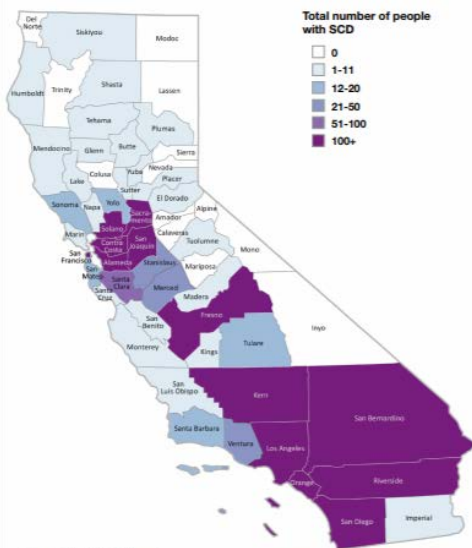 Total number of people
with SCD
0
1-11
12-20
21-50
51-100
100+
Del
Norte
Siskiyou
Modoc
Humboldt
Trinity
Shasta
Lassen
Tehama
Plumas
Mendocino
Glenn
Butte
Sierra
Colusa
Yuba
Nevada
Placer
Lake
Sutter
El Dorado
Sonoma
Napa
Yolo
Sacra-
mento
Alpine
Amador
Solano
Calaveras
Marin
Contra
Costa
San
Joaquin
Tuolumne
Mono
San
Francisco
Alameda
San
Mateo
Santa
Clara
Stanislaus
Mariposa
Santa
Cruz
Merced
Madera
San
Benito
Fresno
Inyo
Monterey
Kings
Tulare
San
Luis Obispo
Kern
San Bernardino
Santa Barbara
Ventura
Los Angeles
Orange
Riverside
San Diego
Imperial